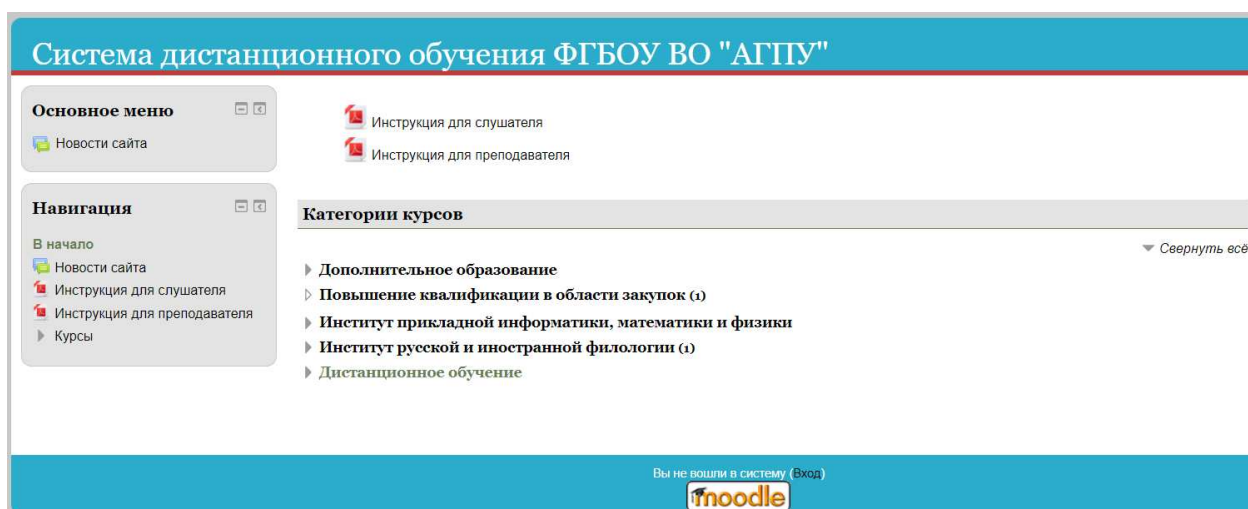 Система дистанционного обучения ФГБОУ ВО "АГПУ"
Основное меню
Новости сайта
Навигация
В начало
Новости сайта
Инструкция для слушателя
Инструкция для преподавателя
Курсы
Инструкция для слушателя
Инструкция для преподавателя
Категории курсов
Свернуть всё
Дополнительное образование
Повышение квалификации в области закупок (1)
Институт прикладной информатики, математики и физики
Институт русской и иностранной филологии (1)
Дистанционное обучение
Вы не вошли в систему (Вход)
moodle